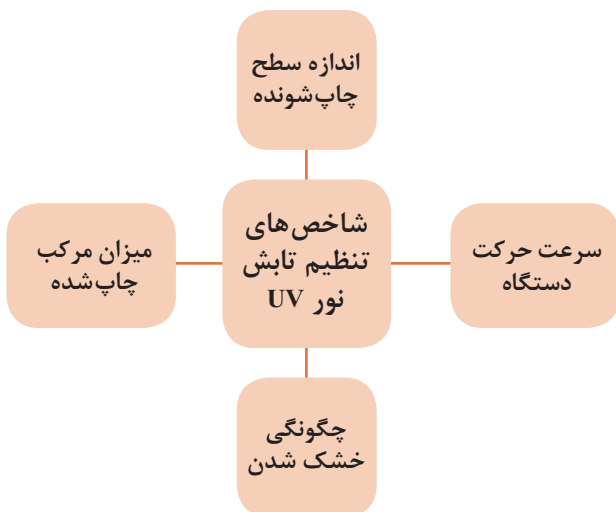 اندازه سطح
چاپ‌شونده
شاخص‌های
تنظیم تابش
نور UV
سرعت حرکت
دستگاه
میزان مرکب
چاپ‌شده
چگونگی
خشک شدن